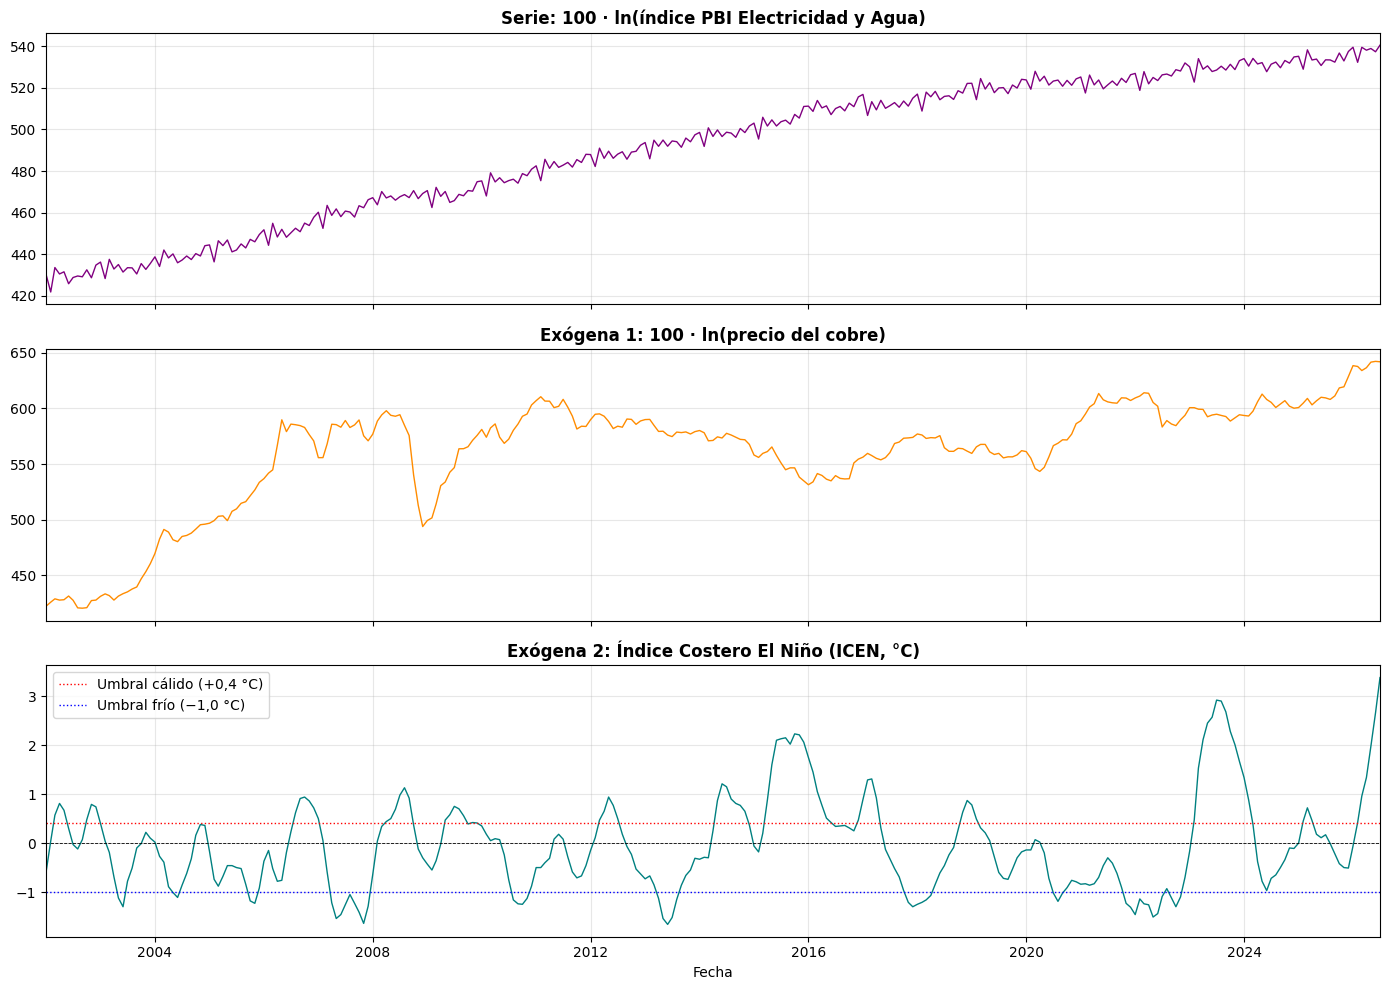 Serie: 100 · ln(índice PBI Electricidad y Agua)
540
520
500
480
460
440
420
Exógena 1: 100 · ln(precio del cobre)
650
600
550
500
450
Exógena 2: Índice Costero El Niño (ICEN, °C)
Umbral cálido (+0,4 °C)
Umbral frío (−1,0 °C)
3
2
1
0
−1
2004 2008 2012 2016 2020 2024
Fecha